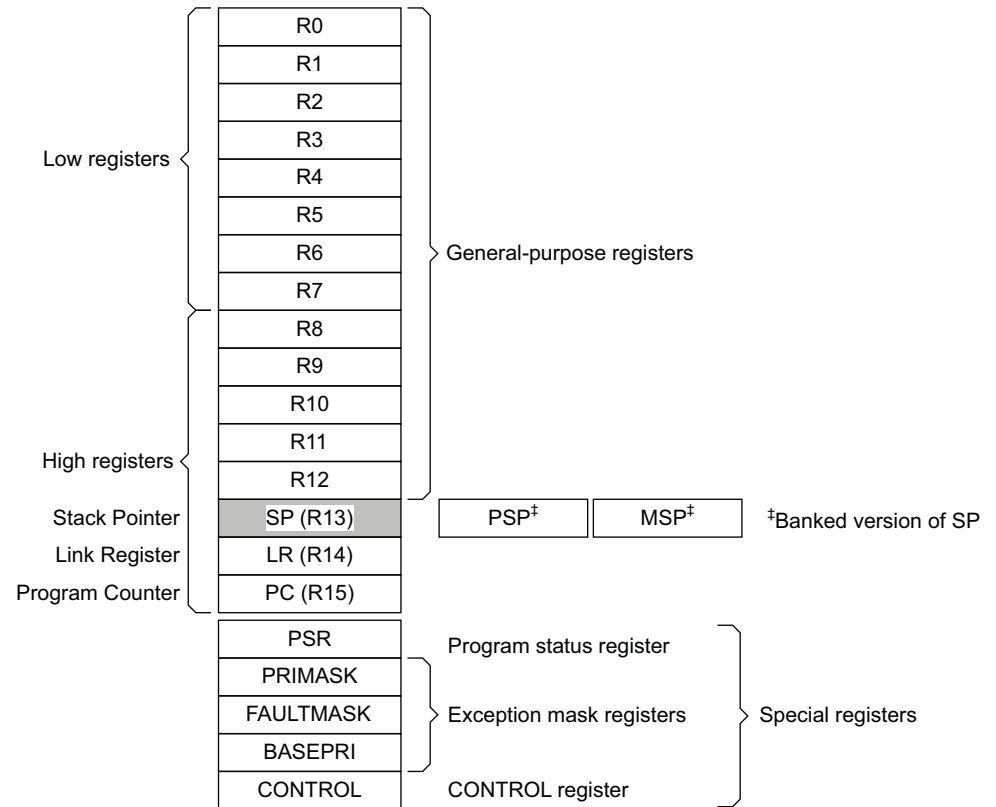 R0
R1
R2
R3
Low registers
R4
R5
R6
General-purpose registers
R7
R8
R9
R10
R11
High registers
R12
Stack Pointer
SP (R13)
PSP‡
MSP‡
‡Banked version of SP
Link Register
LR (R14)
Program Counter
PC (R15)
PSR
Program status register
PRIMASK
FAULTMASK
Exception mask registers
Special registers
BASEPRI
CONTROL
CONTROL register